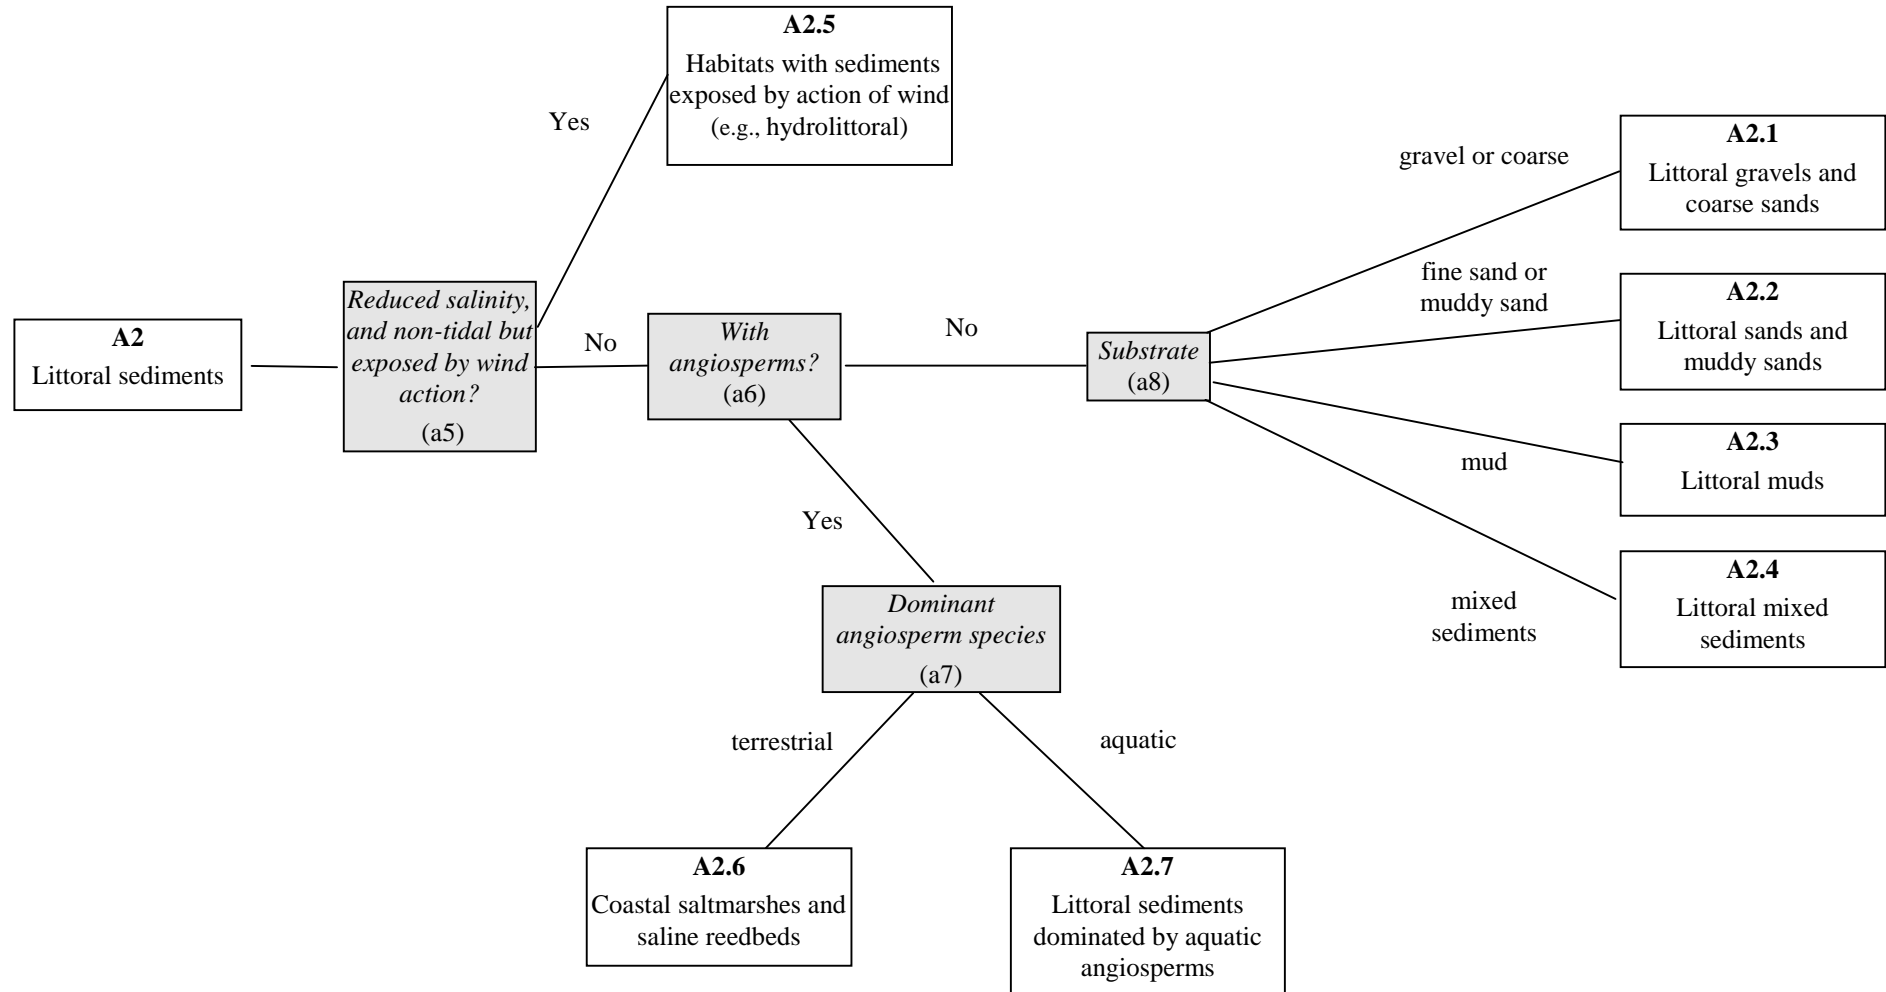 A2.5
Habitats with sediments
exposed by action of wind
(e.g., hydrolittoral)
Yes
A2
Littoral sediments
Reduced salinity,
and non-tidal but
exposed by wind
action?
(a5)
No
With
angiosperms?
(a6)
No
Substrate
(a8)
gravel or coarse
A2.1
Littoral gravels and
coarse sands
fine sand or
muddy sand
A2.2
Littoral sands and
muddy sands
mud
A2.3
Littoral muds
mixed
sediments
A2.4
Littoral mixed
sediments
Yes
Dominant
angiosperm species
(a7)
terrestrial
aquatic
A2.6
Coastal saltmarshes and
saline reedbeds
A2.7
Littoral sediments
dominated by aquatic
angiosperms